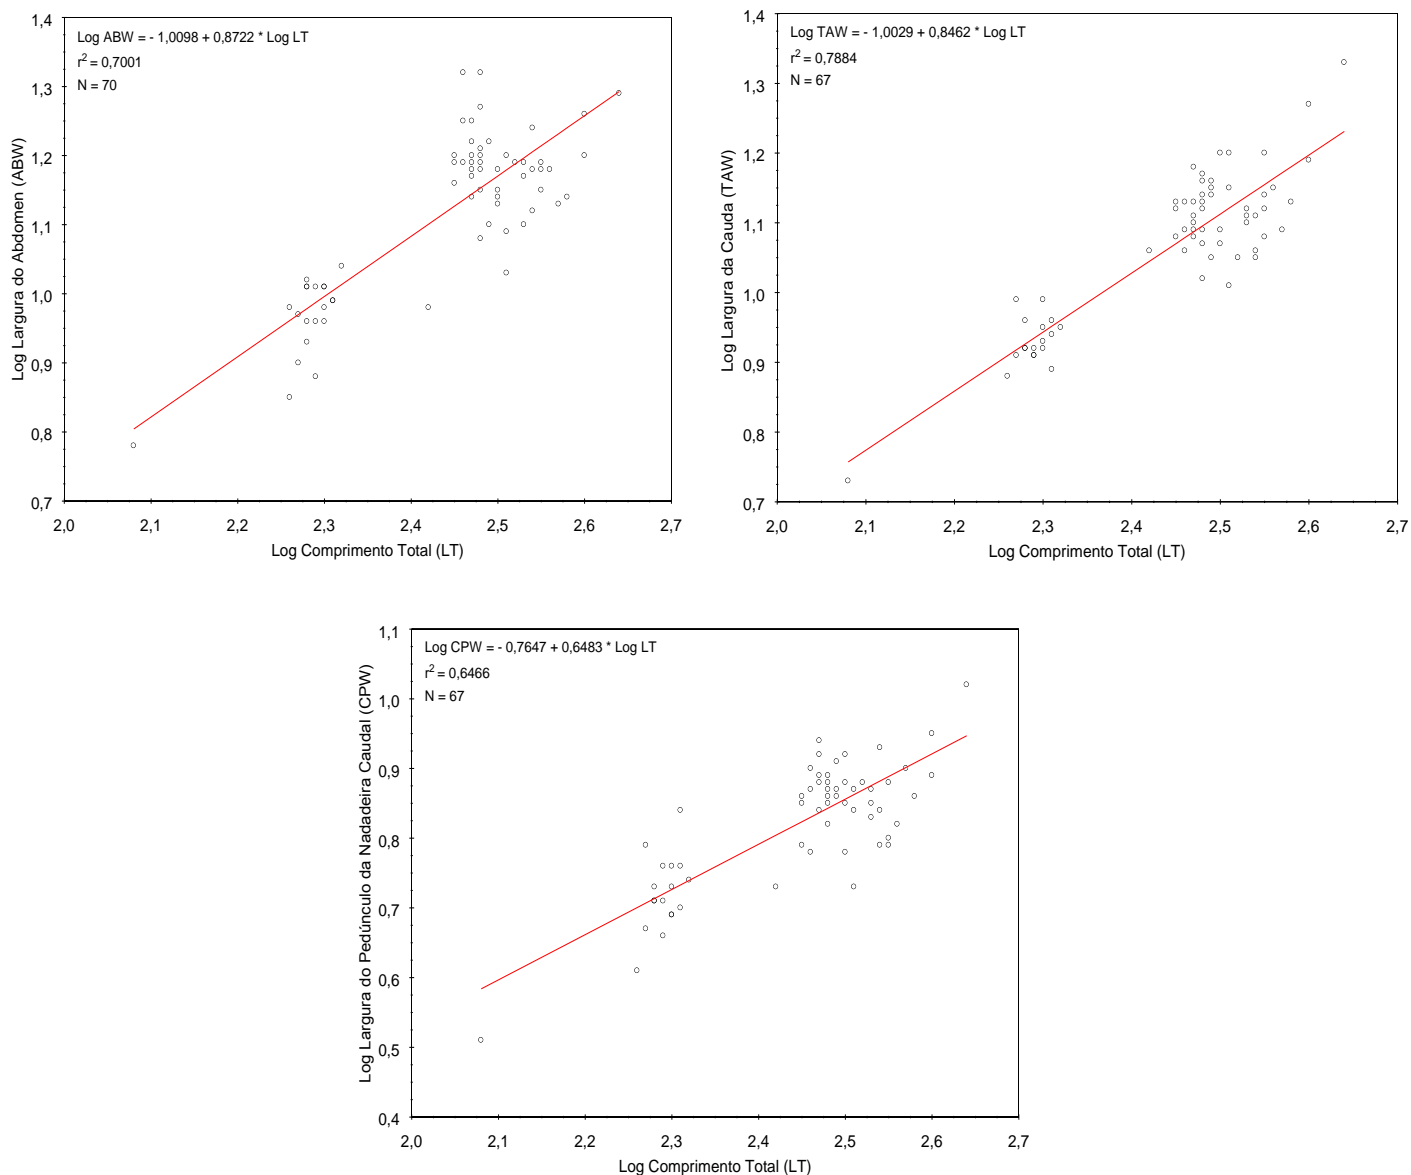 Log ABW = - 1,0098 + 0,8722 * Log LT
r² = 0,7001
N = 70
1,4
1,3
1,2
1,1
1,0
0,9
0,8
0,7
2,0 2,1 2,2 2,3 2,4 2,5 2,6 2,7
Log Largura do Abdomen (ABW)
Log Comprimento Total (LT)
Log TAW = - 1,0029 + 0,8462 * Log LT
r² = 0,7884
N = 67
1,4
1,3
1,2
1,1
1,0
0,9
0,8
0,7
2,0 2,1 2,2 2,3 2,4 2,5 2,6 2,7
Log Largura da Cauda (TAW)
Log Comprimento Total (LT)
Log CPW = - 0,7647 + 0,6483 * Log LT
r² = 0,6466
N = 67
1,1
1,0
0,9
0,8
0,7
0,6
0,5
0,4
2,0 2,1 2,2 2,3 2,4 2,5 2,6 2,7
Log Largura do Pedúnculo da Nadadeira Caudal (CPW)
Log Comprimento Total (LT)